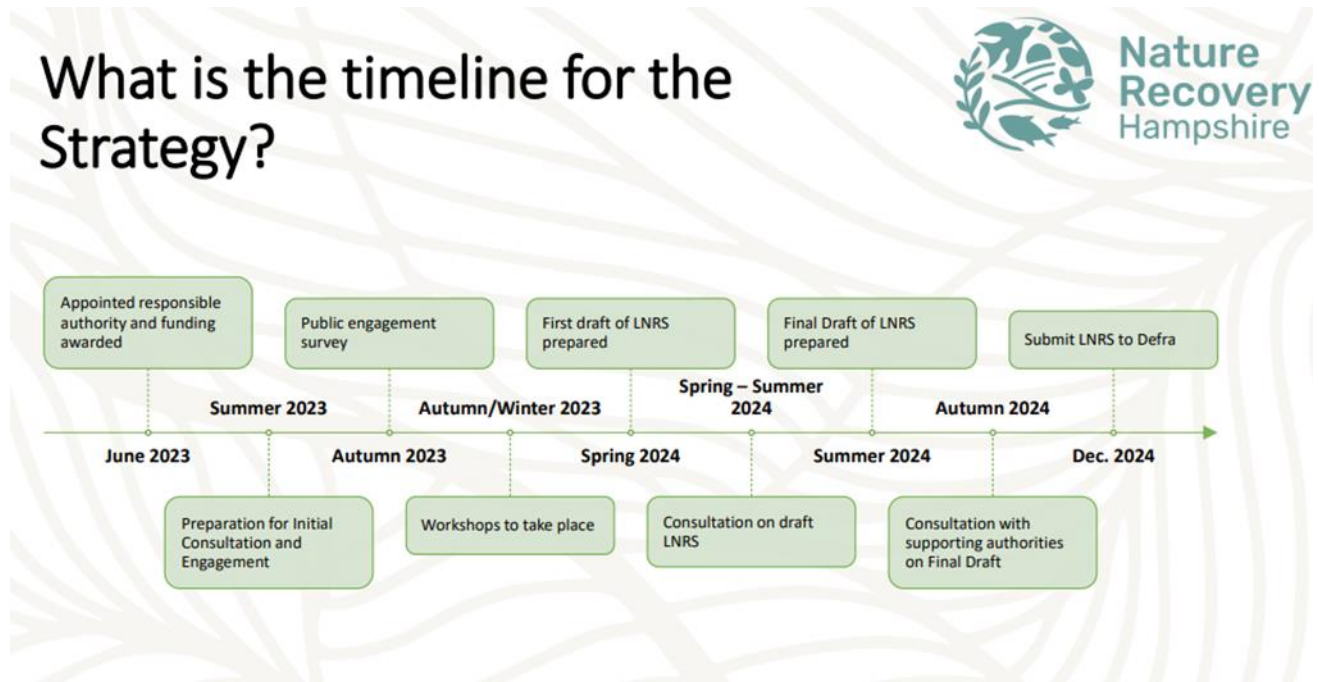 What is the timeline for the
Strategy?
Nature
Recovery
Hampshire
Appointed responsible
authority and funding
awarded
Public engagement
survey
First draft of LNRS
prepared
Final Draft of LNRS
prepared
Submit LNRS to Defra
Summer 2023
Autumn/Winter 2023
Spring – Summer
2024
Autumn 2024
June 2023
Autumn 2023
Spring 2024
Summer 2024
Dec. 2024
Preparation for Initial
Consultation and
Engagement
Workshops to take place
Consultation on draft
LNRS
Consultation with
supporting authorities
on Final Draft